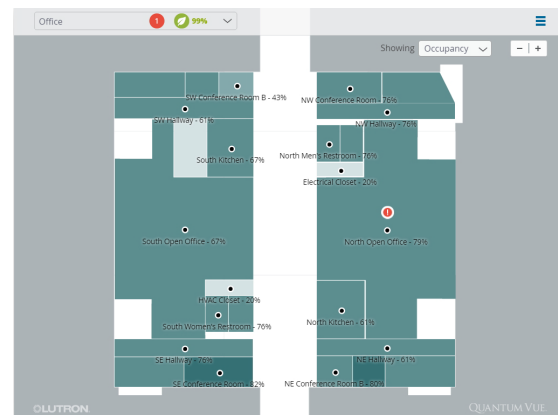 Office
1
99%
Showing
Occupancy
SW Conference Room B - 43%
NW Conference Room - 76%
SW Hallway - 61%
NW Hallway - 76%
South Kitchen - 67%
North Men's Restroom - 76%
Electrical Closet - 20%
South Open Office - 67%
North Open Office - 79%
HVAC Closet - 20%
South Women's Restroom - 76%
North Kitchen - 61%
SE Hallway - 76%
NE Hallway - 61%
SE Conference Room - 82%
NE Conference Room B - 80%
LUTRON
QUANTUM VUE